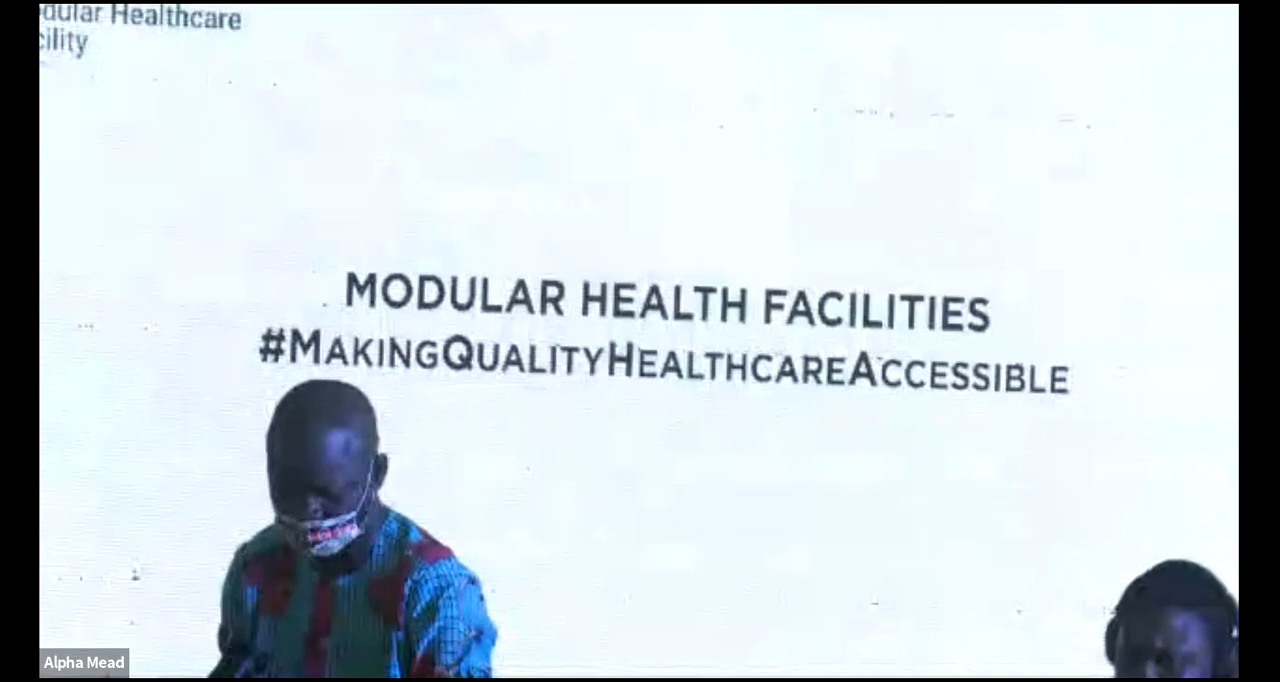 dular Healthcare
cility
MODULAR HEALTH FACILITIES
#MAKINGQUALITYHEALTHCAREACCESSIBLE
Alpha Mead